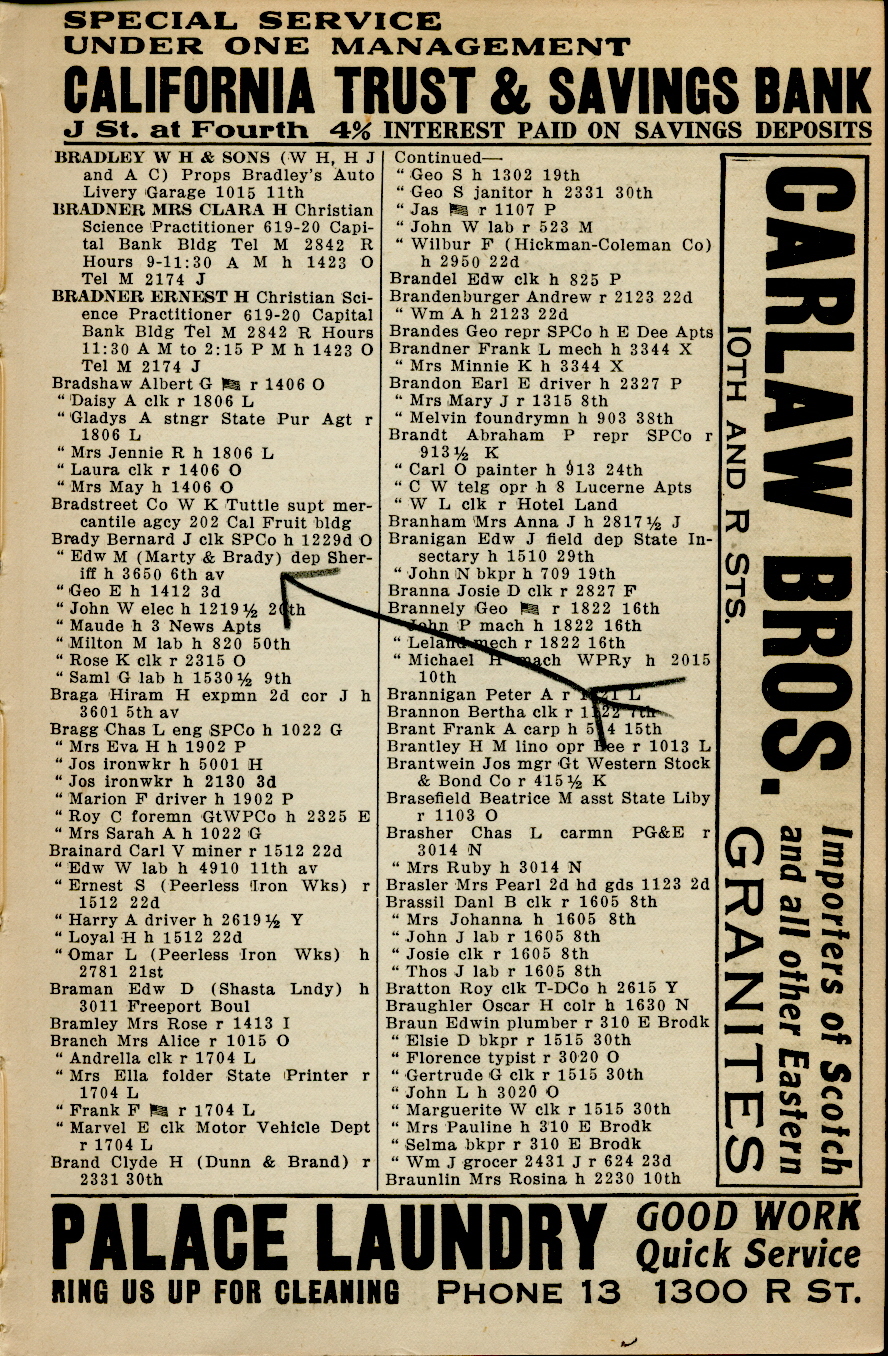 SPECIAL SERVICE
UNDER ONE MANAGEMENT
CALIFORNIA TRUST & SAVINGS BANK
J St. at Fourth 4% INTEREST PAID ON SAVINGS DEPOSITS
BRADLEY W H & SONS (W H, H J
and A C) Props Bradley's Auto
Livery Garage 1015 11th
BRADNER MRS CLARA H Christian
Science Practitioner 619-20 Capi-
tal Bank Bldg Tel M 2842 R
Hours 9-11:30 A M h 1423 O
Tel M 2174 J
BRADNER ERNEST H Christian Sci-
ence Practitioner 619-20 Capital
Bank Bldg Tel M 2842 R Hours
11:30 A M to 2:15 P M h 1423 O
Tel M 2174 J
Bradshaw Albert G r 1406 O
“ Daisy A clk r 1806 L
“ Gladys A stngr State Pur Agt r
1806 L
“ Mrs Jennie R h 1806 L
“ Laura clk r 1406 O
“ Mrs May h 1406 O
Bradstreet Co W K Tuttle supt mer-
cantile agcy 202 Cal Fruit bldg
Brady Bernard J clk SPCo h 1229d O
“ Edw M (Marty & Brady) dep Sher-
iff h 3650 6th av
“ Geo E h 1412 3d
“ John W elec h 1219½ 20th
“ Maude h 3 News Apts
“ Milton M lab h 820 50th
“ Rose K clk r 2315 O
“ Saml G lab h 1530½ 9th
Braga Hiram H expmn 2d cor J h
3601 5th av
Bragg Chas L eng SPCo h 1022 G
“ Mrs Eva H h 1902 P
“ Jos ironwkr h 5001 H
“ Jos ironwkr h 2130 3d
“ Marion F driver h 1902 P
“ Roy C foremn GtWPCo h 2325 E
“ Mrs Sarah A h 1022 G
Brainard Carl V miner r 1512 22d
“ Edw W lab h 4910 11th av
“ Ernest S (Peerless Iron Wks) r
1512 22d
“ Harry A driver h 2619½ Y
“ Loyal H h 1512 22d
“ Omar L (Peerless Iron Wks) h
2781 21st
Braman Edw D (Shasta Lndy) h
3011 Freeport Boul
Bramley Mrs Rose r 1413 I
Branch Mrs Alice r 1015 O
“ Andrella clk r 1704 L
“ Mrs Ella folder State Printer r
1704 L
“ Frank F r 1704 L
“ Marvel E clk Motor Vehicle Dept
r 1704 L
Brand Clyde H (Dunn & Brand) r
2331 30th
Continued—
“ Geo S h 1302 19th
“ Geo S janitor h 2331 30th
“ Jas r 1107 P
“ John W lab r 523 M
“ Wilbur F (Hickman-Coleman Co)
h 2950 22d
Brandel Edw clk h 825 P
Brandenburger Andrew r 2123 22d
“ Wm A h 2123 22d
Brandes Geo repr SPCo h E Dee Apts
Brandner Frank L mech h 3344 X
“ Mrs Minnie K h 3344 X
Brandon Earl E driver h 2327 P
“ Mrs Mary J r 1315 8th
“ Melvin foundrymn h 903 38th
Brandt Abraham P repr SPCo r
913½ K
“ Carl O painter h 913 24th
“ C W telg opr h 8 Lucerne Apts
“ W L clk r Hotel Land
Branham Mrs Anna J h 2817½ J
Branigan Edw J field dep State In-
sectary h 1510 29th
“ John N bkpr h 709 19th
Branna Josie D clk r 2827 F
Brannely Geo r 1822 16th
“ John P mach h 1822 16th
“ Leland mech r 1822 16th
“ Michael H mach WPRy h 2015
10th
Brannigan Peter A r L
Brannon Bertha clk r 1122 7th
Brant Frank A carp h 15th
Brantley H M lino opr Bee r 1013 L
Brantwein Jos mgr Gt Western Stock
& Bond Co r 415½ K
Brasefield Beatrice M asst State Liby
r 1103 O
Brasher Chas L carmn PG&E r
3014 N
“ Mrs Ruby h 3014 N
Brasler Mrs Pearl 2d hd gds 1123 2d
Brassil Danl B clk r 1605 8th
“ Mrs Johanna h 1605 8th
“ John J lab r 1605 8th
“ Josie clk r 1605 8th
“ Thos J lab r 1605 8th
Bratton Roy clk T-DCo h 2615 Y
Braughler Oscar H colr h 1630 N
Braun Edwin plumber r 310 E Brodk
“ Elsie D bkpr r 1515 30th
“ Florence typist r 3020 O
“ Gertrude G clk r 1515 30th
“ John L h 3020 O
“ Marguerite W clk r 1515 30th
“ Mrs Pauline h 310 E Brodk
“ Selma bkpr r 310 E Brodk
“ Wm J grocer 2431 J r 624 23d
Braunlin Mrs Rosina h 2230 10th
CARLAW BROS.
10TH AND R STS.
Importers of Scotch
and all other Eastern
GRANITES
PALACE LAUNDRY
GOOD WORK
Quick Service
RING US UP FOR CLEANING PHONE 13 1300 R ST.